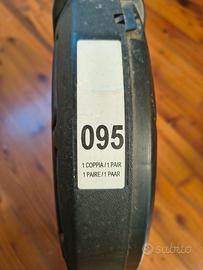 095
1 COPPIA / 1 PAIR
1 PAIRE / 1 PAAR
subito